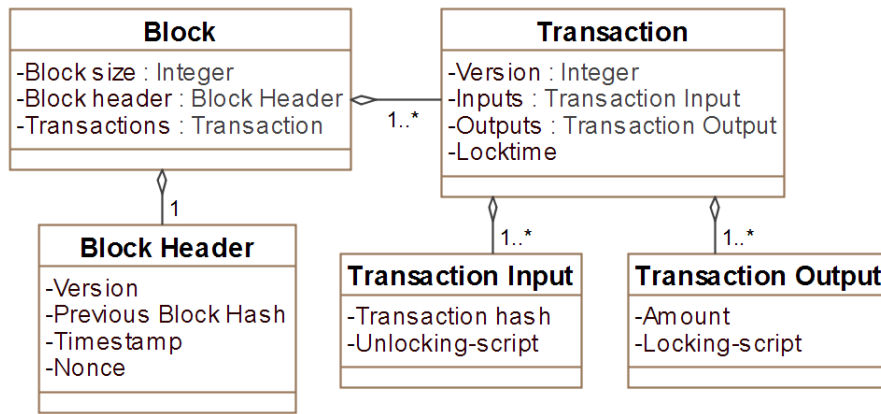 Block
-Block size : Integer
-Block header : Block Header
-Transactions : Transaction
1..*
Transaction
-Version : Integer
-Inputs : Transaction Input
-Outputs : Transaction Output
-Locktime
1
Block Header
-Version
-Previous Block Hash
-Timestamp
-Nonce
1..*
Transaction Input
-Transaction hash
-Unlocking-script
1..*
Transaction Output
-Amount
-Locking-script